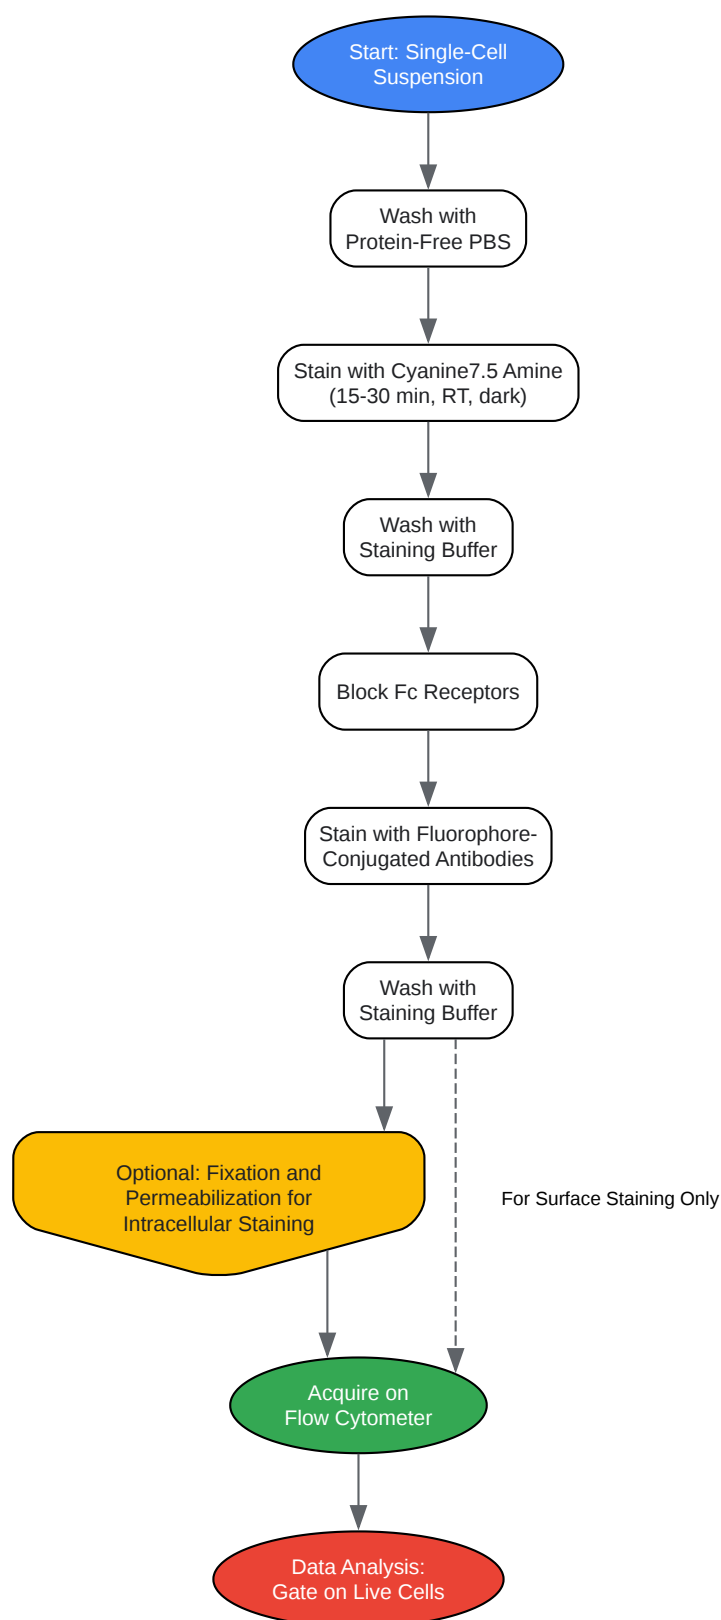 Start: Single-Cell
Suspension
Wash with
Protein-Free PBS
Stain with Cyanine7.5 Amine
(15-30 min, RT, dark)
Wash with
Staining Buffer
Block Fc Receptors
Stain with Fluorophore-
Conjugated Antibodies
Wash with
Staining Buffer
Optional: Fixation and
Permeabilization for
Intracellular Staining
For Surface Staining Only
Acquire on
Flow Cytometer
Data Analysis:
Gate on Live Cells